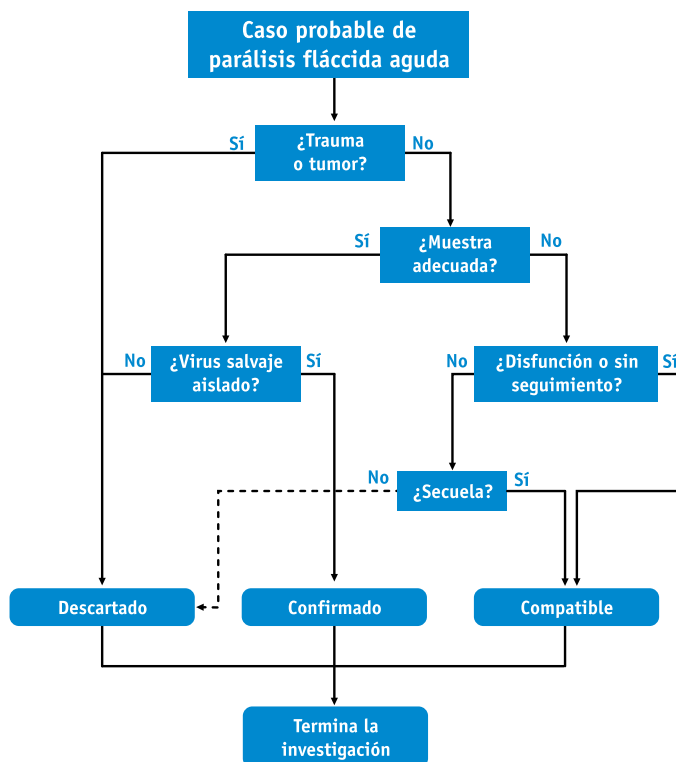 Caso probable de
parálisis fláccida aguda
Sí
¿Trauma
o tumor?
No
Sí
¿Muestra
adecuada?
No
No
¿Virus salvaje
aislado?
Sí
No
¿Disfunción o sin
seguimiento?
Sí
No
¿Secuela?
Sí
Descartado
Confirmado
Compatible
Termina la
investigación